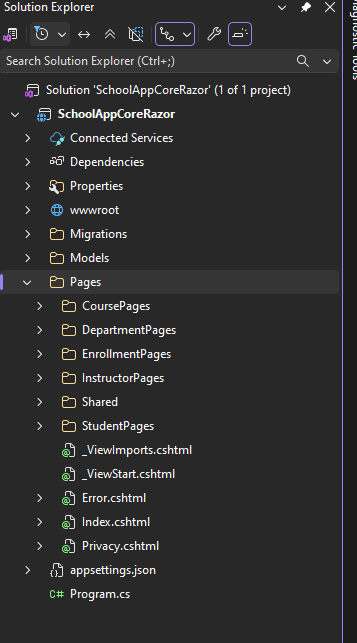 Solution Explorer
Search Solution Explorer (Ctrl+;)
Solution 'SchoolAppCoreRazor' (1 of 1 project)
SchoolAppCoreRazor
Connected Services
Dependencies
Properties
wwwroot
Migrations
Models
Pages
CoursePages
DepartmentPages
EnrollmentPages
InstructorPages
Shared
StudentPages
_ViewImports.cshtml
_ViewStart.cshtml
Error.cshtml
Index.cshtml
Privacy.cshtml
appsettings.json
C# Program.cs
Tools